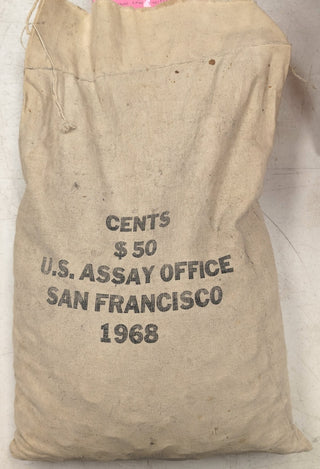 CENTS
$50
U.S. ASSAY OFFICE
SAN FRANCISCO
1968